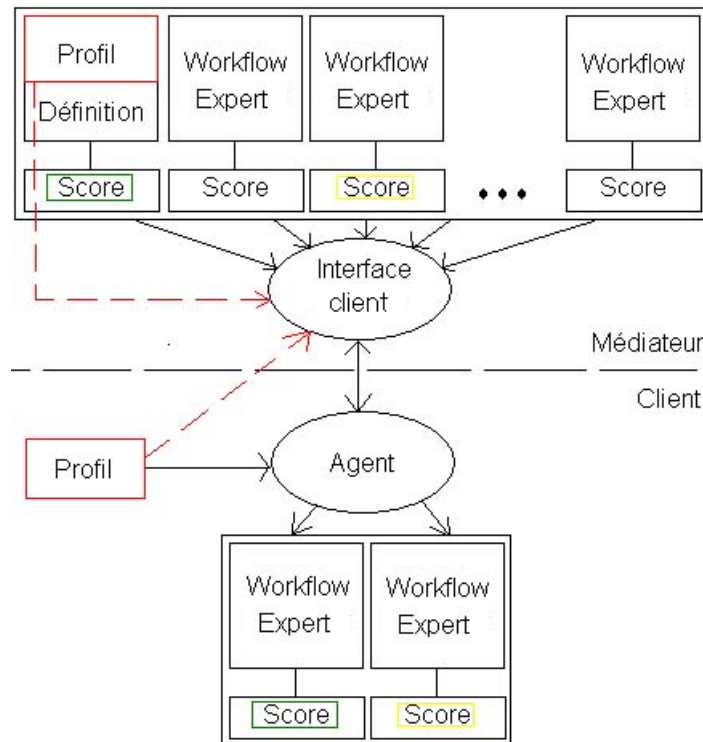 Profil
Définition
Score
Workflow
Expert
Score
Workflow
Expert
Score
...
Workflow
Expert
Score
Interface
client
Médiateur
Client
Profil
Agent
Workflow
Expert
Score
Workflow
Expert
Score